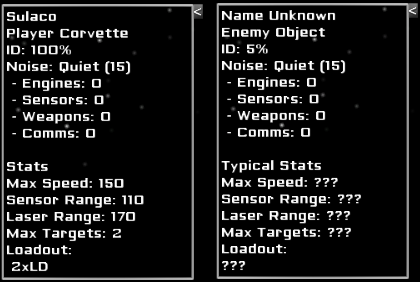 Sulaco
Player Corvette
ID: 100%
Noise: Quiet (15)
- Engines: 0
- Sensors: 0
- Weapons: 0
- Comms: 0
Stats
Max Speed: 150
Sensor Range: 110
Laser Range: 170
Max Targets: 2
Loadout:
2xLD
<
Name Unknown
Enemy Object
ID: 5%
Noise: Quiet (15)
- Engines: 0
- Sensors: 0
- Weapons: 0
- Comms: 0
Typical Stats
Max Speed: ???
Sensor Range: ???
Laser Range: ???
Max Targets: ???
Loadout:
???
<